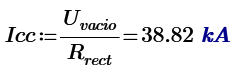 Icc := U_vacio / R_rect = 38.82 kA